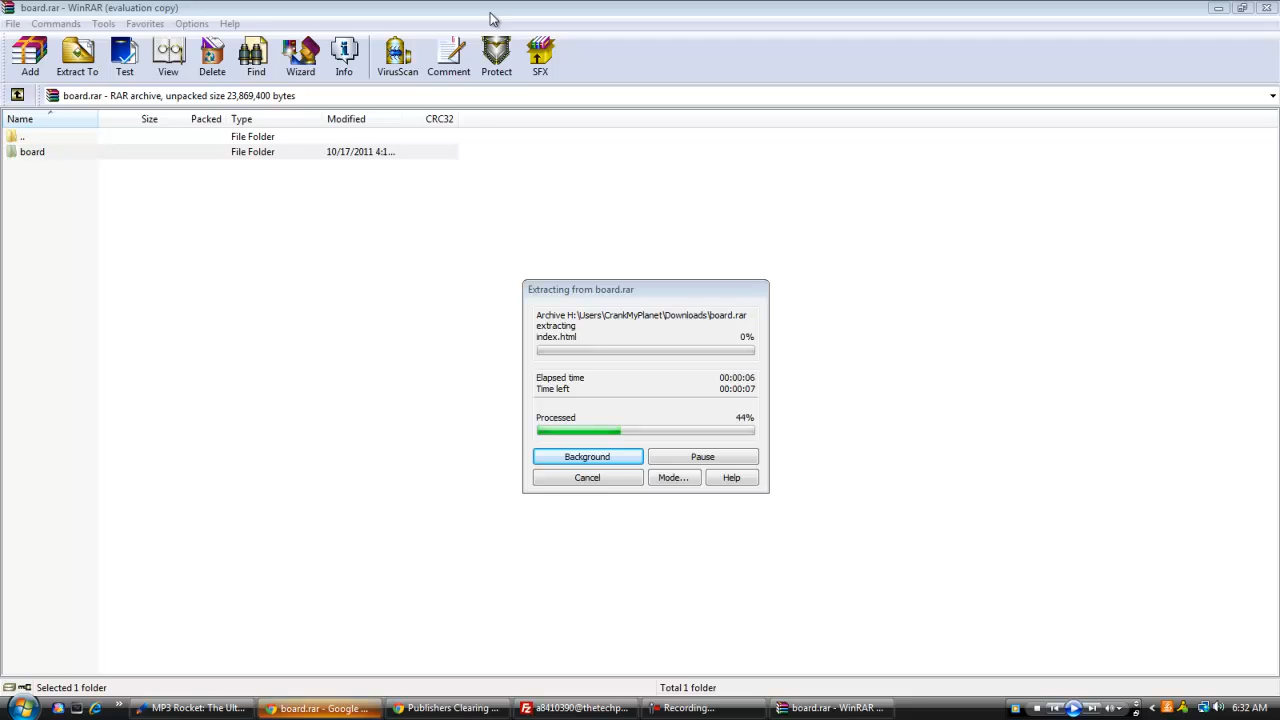 board.rar - WinRAR (evaluation copy)
File Commands Tools Favorites Options Help
Add Extract To Test View Delete Find Wizard Info VirusScan Comment Protect SFX
board.rar - RAR archive, unpacked size 23,869,400 bytes
Name Size Packed Type Modified CRC32
.. File Folder
board File Folder 10/17/2011 4:1...
Extracting from board.rar
Archive H:\Users\CrankMyPlanet\Downloads\board.rar
extracting
index.html 0%
Elapsed time 00:00:06
Time left 00:00:07
Processed 44%
Background Pause
Cancel Mode... Help
Selected 1 folder Total 1 folder
MP3 Rocket: The Ult... board.rar - Google ... Publishers Clearing ... a8410390@thetechp... Recording... board.rar - WinRAR ... 6:32 AM